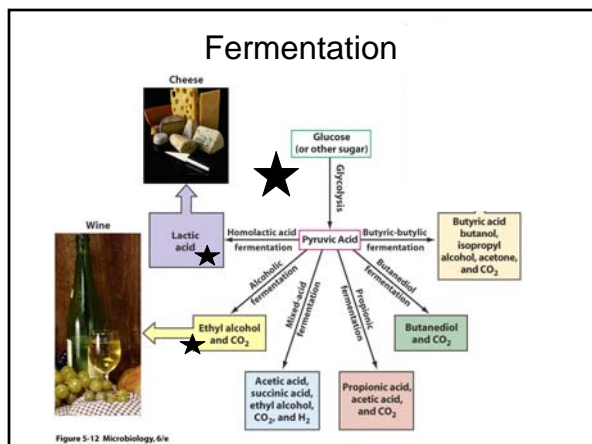 Fermentation
Cheese
Glucose
(or other sugar)
Glycolysis
Wine
Lactic
acid
Homolactic acid
fermentation
Pyruvic Acid
Butyric-butylic
fermentation
Butyric acid
butanol,
isopropyl
alcohol, acetone,
and CO₂
Alcoholic
fermentation
Mixed-acid
fermentation
Propionic
fermentation
Butanediol
fermentation
Ethyl alcohol
and CO₂
Butanediol
and CO₂
Acetic acid,
succinic acid,
ethyl alcohol,
CO₂, and H₂
Propionic acid,
acetic acid,
and CO₂
Figure 5-12 Microbiology, 6/e